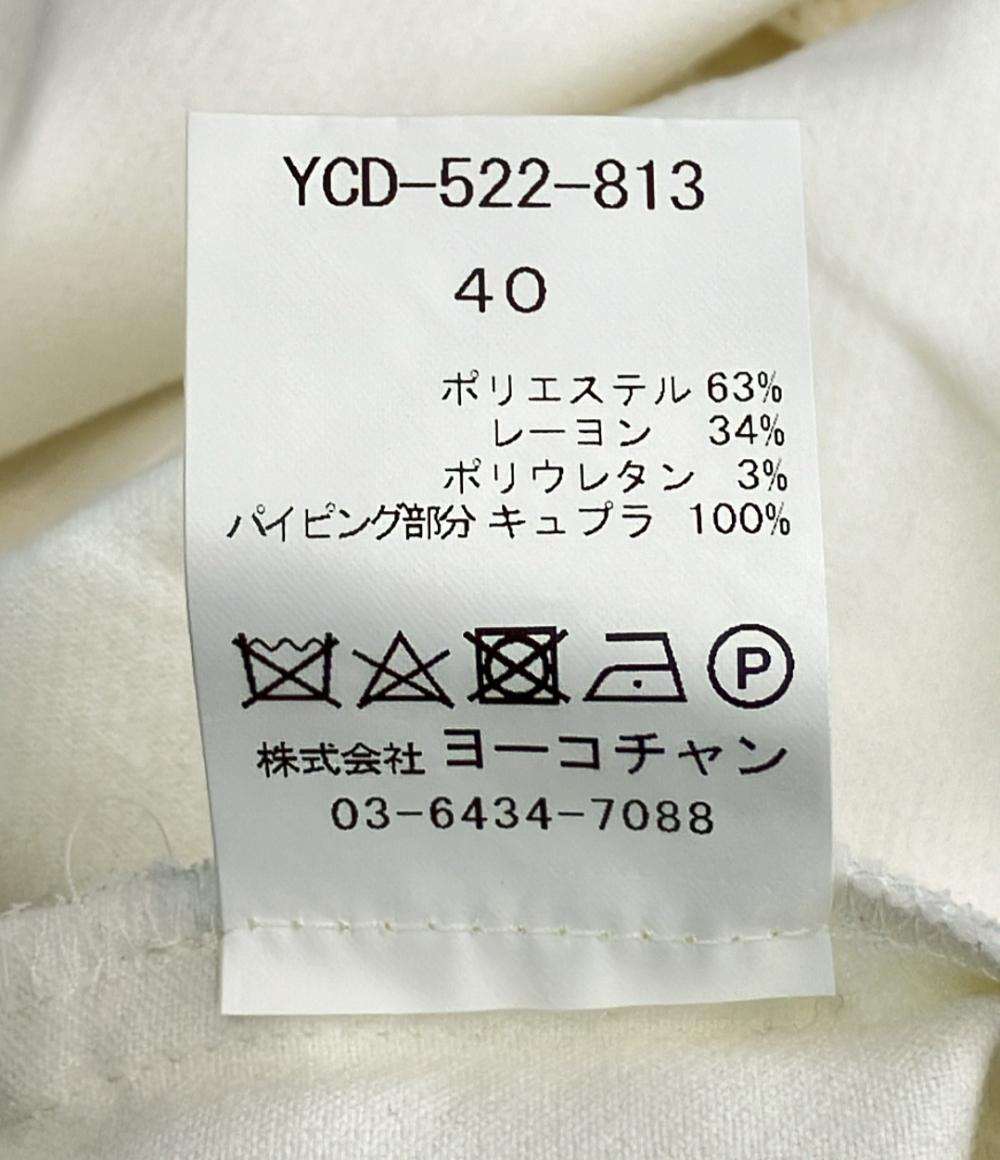 YCD-522-813
40
ポリエステル 63%
レーヨン 34%
ポリウレタン 3%
パイピング部分 キュプラ 100%
P
株式会社 ヨーコチャン
03-6434-7088